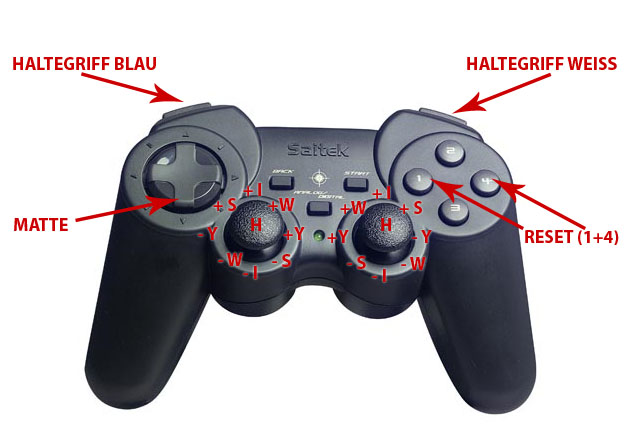 HALTEGRIFF BLAU
HALTEGRIFF WEISS
Saitek
BACK
START
ANALOG/
DIGITAL
2
1
4
3
MATTE
RESET (1+4)
+ I
+ S
+W
H
- Y
+Y
- W
- S
- I
+ I
+W
+ S
H
+Y
- Y
- S
- W
- I